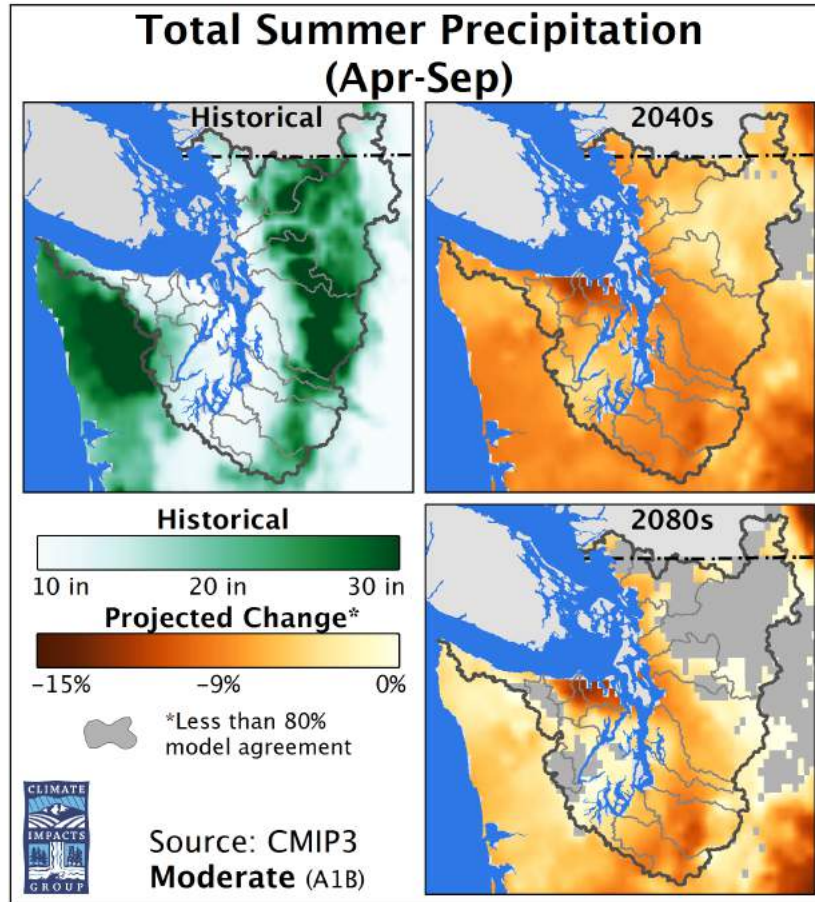 Total Summer Precipitation
(Apr-Sep)
Historical
2040s
Historical
10 in 20 in 30 in
Projected Change*
-15% -9% 0%
*Less than 80%
model agreement
2080s
CLIMATE
IMPACTS
GROUP
Source: CMIP3
Moderate (A1B)